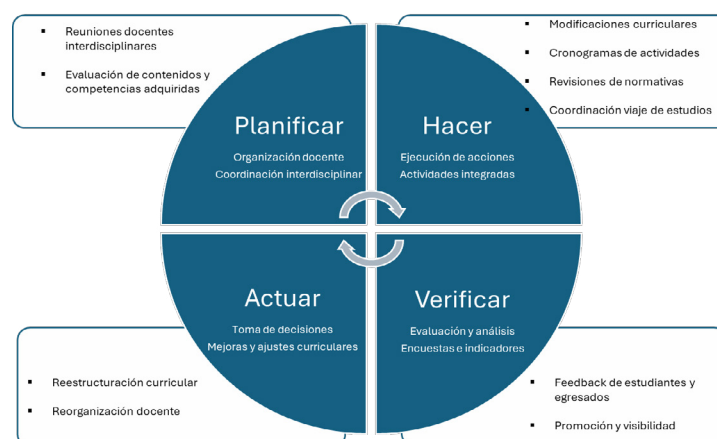 ▪ Reuniones docentes
interdisciplinares
▪ Evaluación de contenidos y
competencias adquiridas
Planificar
Organización docente
Coordinación interdisciplinar
▪ Modificaciones curriculares
▪ Cronogramas de actividades
▪ Revisiones de normativas
▪ Coordinación viaje de estudios
Hacer
Ejecución de acciones
Actividades integradas
Actuar
Toma de decisiones
Mejoras y ajustes curriculares
▪ Reestructuración curricular
▪ Reorganización docente
Verificar
Evaluación y análisis
Encuestas e indicadores
▪ Feedback de estudiantes y
egresados
▪ Promoción y visibilidad